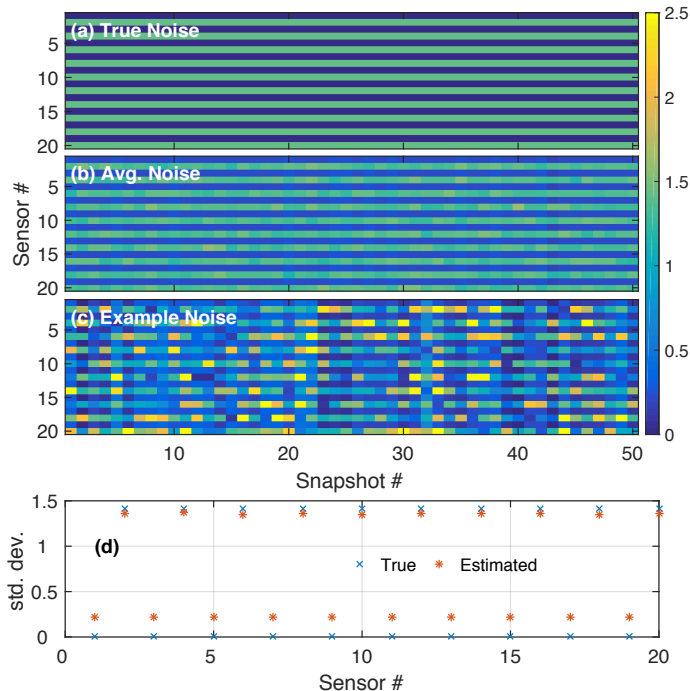 (a) True Noise
5
10
15
20
(b) Avg. Noise
5
10
15
20
Sensor #
(c) Example Noise
5
10
15
20
10 20 30 40 50
Snapshot #
2.5
2
1.5
1
0.5
0
(d)
1.5
1
0.5
0
std. dev.
True Estimated
0 5 10 15 20
Sensor #